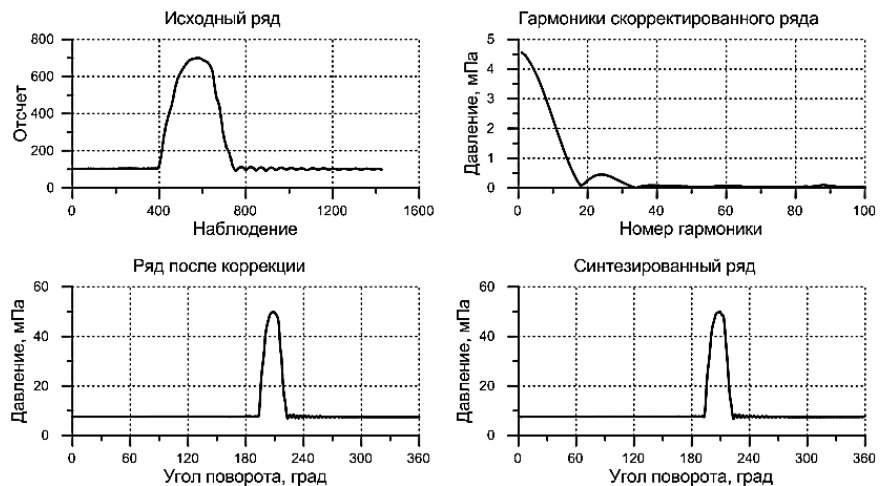 Исходный ряд
Отсчет
800
600
400
200
0
0 400 800 1200 1600
Наблюдение
Гармоники скорректированного ряда
Давление, мПа
5
4
3
2
1
0
0 20 40 60 80 100
Номер гармоники
Ряд после коррекции
Давление, мПа
60
40
20
0
0 60 120 180 240 300 360
Угол поворота, град
Синтезированный ряд
Давление, мПа
60
40
20
0
0 60 120 180 240 300 360
Угол поворота, град